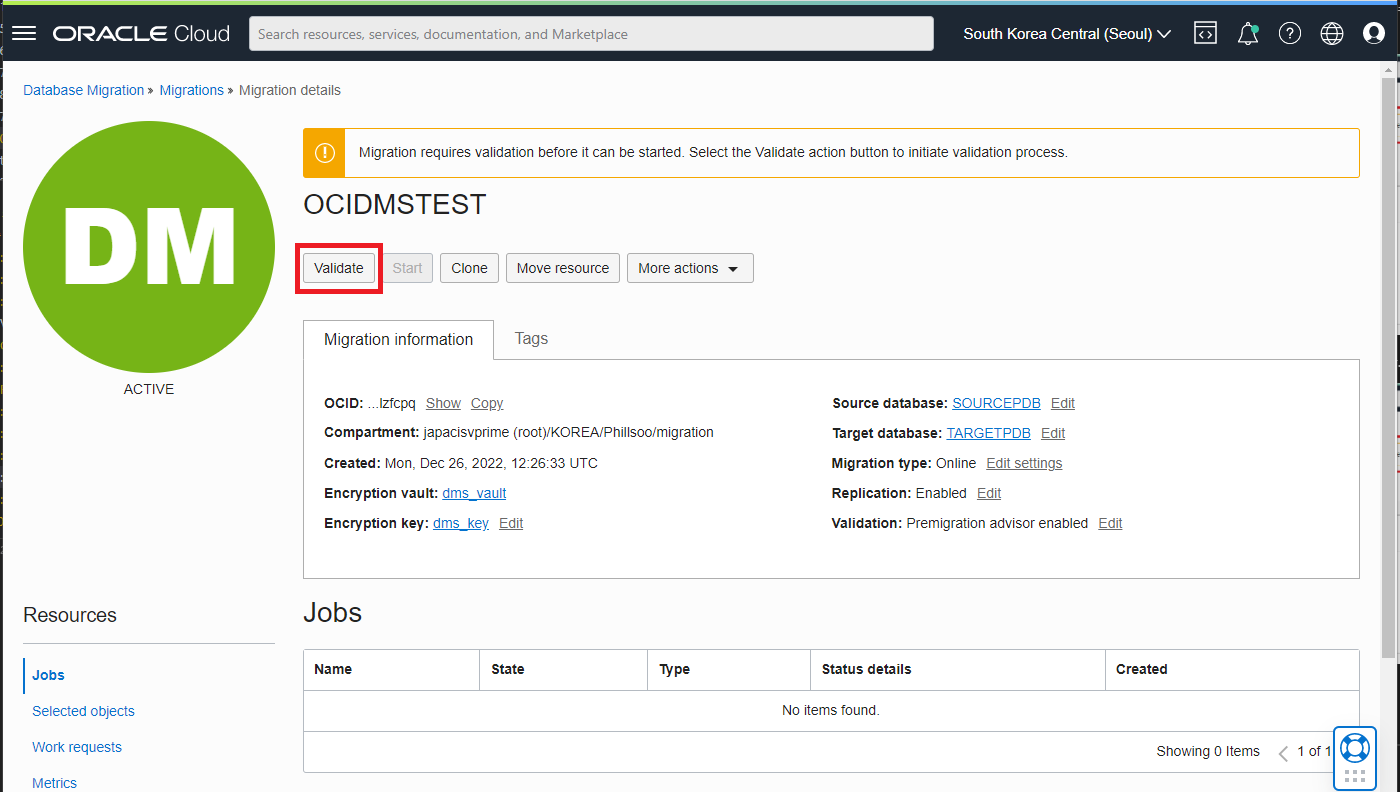 ORACLE Cloud
Search resources, services, documentation, and Marketplace
South Korea Central (Seoul)
Database Migration » Migrations » Migration details
DM
ACTIVE
Migration requires validation before it can be started. Select the Validate action button to initiate validation process.
OCIDMSTEST
Validate Start Clone Move resource More actions
Migration information Tags
OCID: ...lzfcpq Show Copy
Compartment: japacisvprime (root)/KOREA/Phillsoo/migration
Created: Mon, Dec 26, 2022, 12:26:33 UTC
Encryption vault: dms_vault
Encryption key: dms_key Edit
Source database: SOURCEPDB Edit
Target database: TARGETPDB Edit
Migration type: Online Edit settings
Replication: Enabled Edit
Validation: Premigration advisor enabled Edit
Resources
Jobs
Selected objects
Work requests
Metrics
Jobs
Name State Type Status details Created
No items found.
Showing 0 Items 1 of 1